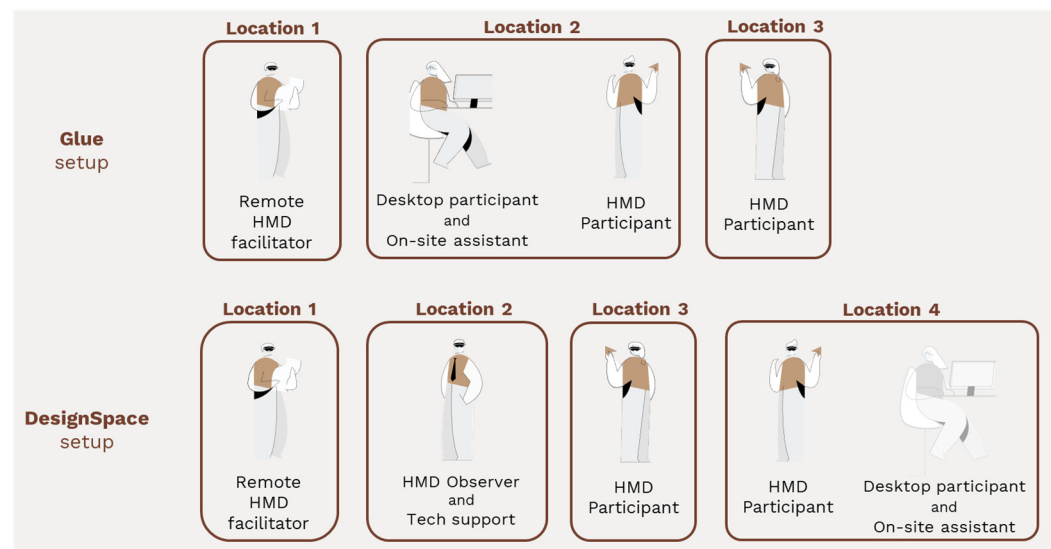 Location 1
Location 2
Location 3
Glue
setup
Remote
HMD
facilitator
Desktop participant
and
On-site assistant
HMD
Participant
HMD
Participant
Location 1
Location 2
Location 3
Location 4
DesignSpace
setup
Remote
HMD
facilitator
HMD Observer
and
Tech support
HMD
Participant
HMD
Participant
Desktop participant
and
On-site assistant